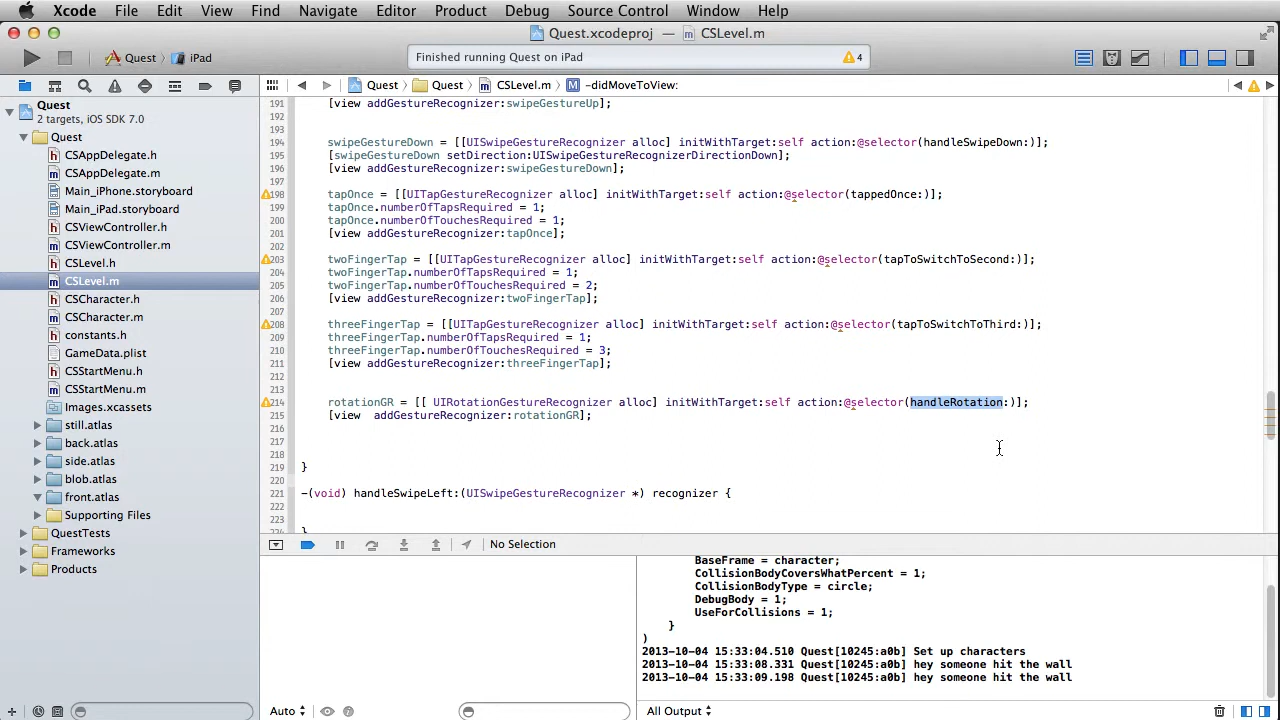 Xcode File Edit View Find Navigate Editor Product Debug Source Control Window Help
Quest.xcodeproj — CSLevel.m
Quest iPad
Finished running Quest on iPad
4
Quest Quest CSLevel.m M -didMoveToView:
Quest
2 targets, iOS SDK 7.0
Quest
h CSAppDelegate.h
m CSAppDelegate.m
Main_iPhone.storyboard
Main_iPad.storyboard
h CSViewController.h
m CSViewController.m
h CSLevel.h
m CSLevel.m
h CSCharacter.h
m CSCharacter.m
h constants.h
GameData.plist
h CSStartMenu.h
m CSStartMenu.m
Images.xcassets
still.atlas
back.atlas
side.atlas
blob.atlas
front.atlas
Supporting Files
QuestTests
Frameworks
Products
191 [view addGestureRecognizer:swipeGestureUp];
192
193
194 swipeGestureDown = [[UISwipeGestureRecognizer alloc] initWithTarget:self action:@selector(handleSwipeDown:)];
195 [swipeGestureDown setDirection:UISwipeGestureRecognizerDirectionDown];
196 [view addGestureRecognizer:swipeGestureDown];
197
198 tapOnce = [[UITapGestureRecognizer alloc] initWithTarget:self action:@selector(tappedOnce:)];
199 tapOnce.numberOfTapsRequired = 1;
200 tapOnce.numberOfTouchesRequired = 1;
201 [view addGestureRecognizer:tapOnce];
202
203 twoFingerTap = [[UITapGestureRecognizer alloc] initWithTarget:self action:@selector(tapToSwitchToSecond:)];
204 twoFingerTap.numberOfTapsRequired = 1;
205 twoFingerTap.numberOfTouchesRequired = 2;
206 [view addGestureRecognizer:twoFingerTap];
207
208 threeFingerTap = [[UITapGestureRecognizer alloc] initWithTarget:self action:@selector(tapToSwitchToThird:)];
209 threeFingerTap.numberOfTapsRequired = 1;
210 threeFingerTap.numberOfTouchesRequired = 3;
211 [view addGestureRecognizer:threeFingerTap];
212
213
214 rotationGR = [[ UIRotationGestureRecognizer alloc] initWithTarget:self action:@selector(handleRotation:)];
215 [view  addGestureRecognizer:rotationGR];
216
217
218
219 }
220
221 -(void) handleSwipeLeft:(UISwipeGestureRecognizer *) recognizer {
222
223
224 }
No Selection
BaseFrame = character;
CollisionBodyCoversWhatPercent = 1;
CollisionBodyType = circle;
DebugBody = 1;
UseForCollisions = 1;
}
)
2013-10-04 15:33:04.510 Quest[10245:a0b] Set up characters
2013-10-04 15:33:08.331 Quest[10245:a0b] hey someone hit the wall
2013-10-04 15:33:09.198 Quest[10245:a0b] hey someone hit the wall
Auto
All Output